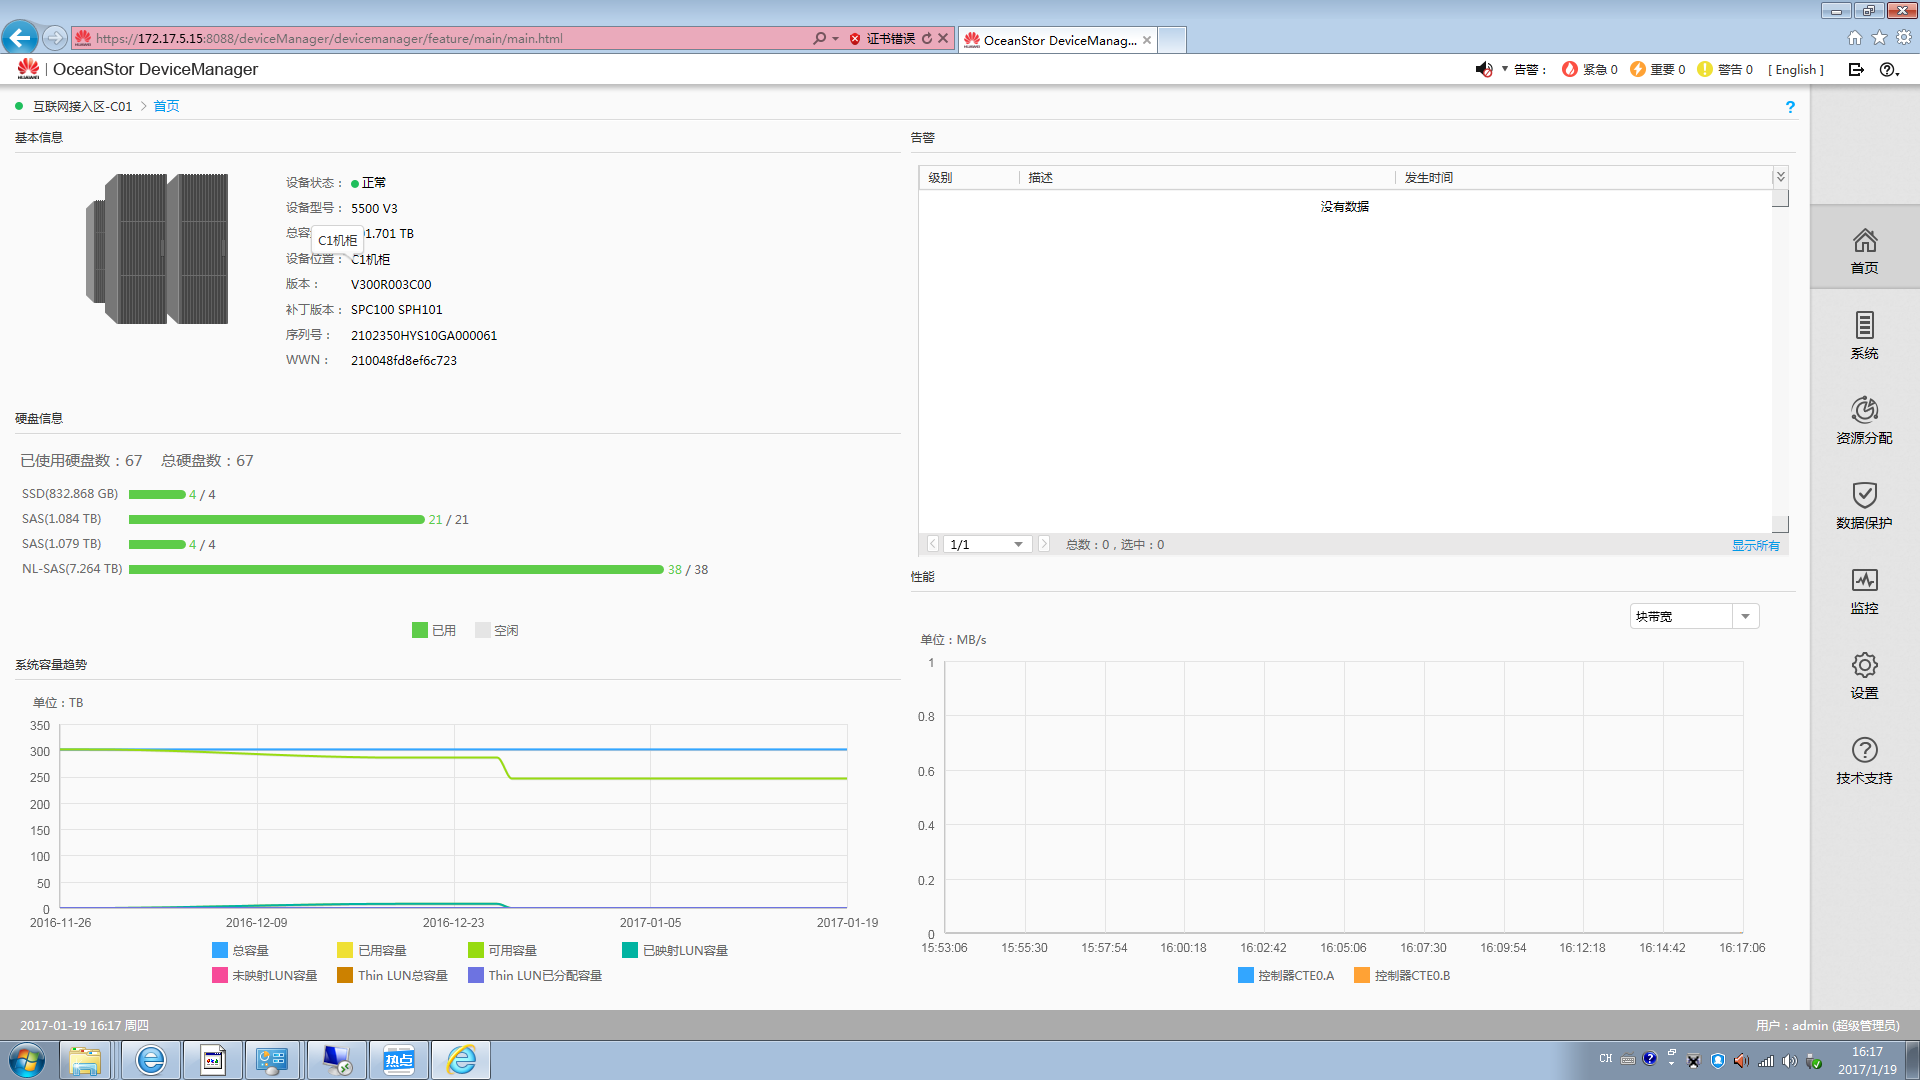 https://172.17.5.15:8088/deviceManager/devicemanager/feature/main/main.html
证书错误
OceanStor DeviceManag...
HUAWEI
OceanStor DeviceManager
告警：
紧急 0
重要 0
警告 0
[ English ]
互联网接入区-C01
首页
基本信息
设备状态： 正常
设备型号： 5500 V3
总容 01.701 TB
C1机柜
设备位置： C1机柜
版本： V300R003C00
补丁版本： SPC100 SPH101
序列号： 2102350HYS10GA000061
WWN： 210048fd8ef6c723
硬盘信息
已使用硬盘数：67 总硬盘数：67
SSD(832.868 GB) 4 / 4
SAS(1.084 TB) 21 / 21
SAS(1.079 TB) 4 / 4
NL-SAS(7.264 TB) 38 / 38
已用 空闲
系统容量趋势
单位：TB
350
300
250
200
150
100
50
0
2016-11-26 2016-12-09 2016-12-23 2017-01-05 2017-01-19
总容量 已用容量 可用容量 已映射LUN容量
未映射LUN容量 Thin LUN总容量 Thin LUN已分配容量
告警
级别 描述 发生时间
没有数据
1/1
总数：0，选中：0
显示所有
性能
块带宽
单位：MB/s
1
0.8
0.6
0.4
0.2
0
15:53:06 15:55:30 15:57:54 16:00:18 16:02:42 16:05:06 16:07:30 16:09:54 16:12:18 16:14:42 16:17:06
控制器CTE0.A 控制器CTE0.B
?
首页
系统
资源分配
数据保护
监控
设置
技术支持
2017-01-19 16:17 周四
用户：admin (超级管理员)
热点
CH
16:17
2017/1/19